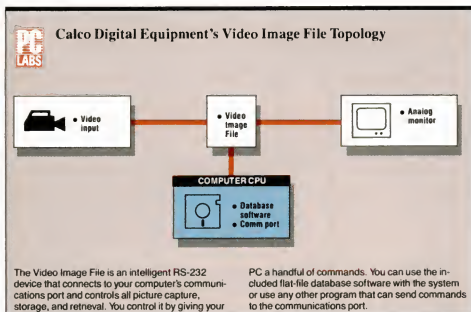 PC
LABS
Calco Digital Equipment's Video Image File Topology
• Video
input
• Video
Image
File
• Analog
monitor
COMPUTER CPU
• Database
software
• Comm port
The Video Image File is an intelligent RS-232
device that connects to your computer's communi-
cations port and controls all picture capture,
storage, and retrieval. You control it by giving your
PC a handful of commands. You can use the in-
cluded flat-file database software with the system
or use any other program that can send commands
to the communications port.